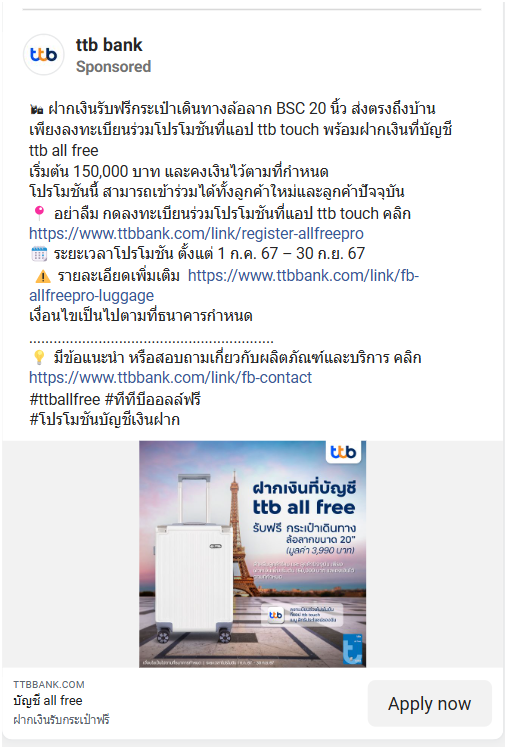 ttb bank
Sponsored
ฝากเงินรับฟรีกระเป๋าเดินทางล้อลาก BSC 20 นิ้ว ส่งตรงถึงบ้าน
เพียงลงทะเบียนร่วมโปรโมชันที่แอป ttb touch พร้อมฝากเงินที่บัญชี
ttb all free
เริ่มต้น 150,000 บาท และคงเงินไว้ตามที่กำหนด
โปรโมชันนี้ สามารถเข้าร่วมได้ทั้งลูกค้าใหม่และลูกค้าปัจจุบัน
📍 อย่าลืม กดลงทะเบียนร่วมโปรโมชันที่แอป ttb touch คลิก
https://www.ttbbank.com/link/register-allfreepro
🗓️ ระยะเวลาโปรโมชัน ตั้งแต่ 1 ก.ค. 67 – 30 ก.ย. 67
⚠️ รายละเอียดเพิ่มเติม https://www.ttbbank.com/link/fb-
allfreepro-luggage
เงื่อนไขเป็นไปตามที่ธนาคารกำหนด
............................................................
💡 มีข้อแนะนำ หรือสอบถามเกี่ยวกับผลิตภัณฑ์และบริการ คลิก
https://www.ttbbank.com/link/fb-contact
#ttballfree #ทีทีบีออลล์ฟรี
#โปรโมชันบัญชีเงินฝาก
ttb
ฝากเงินที่บัญชี
ttb all free
รับฟรี กระเป๋าเดินทาง
ล้อลากขนาด 20"
(มูลค่า 3,990 บาท)
ttb
TTBBANK.COM
บัญชี all free
ฝากเงินรับกระเป๋าฟรี
Apply now